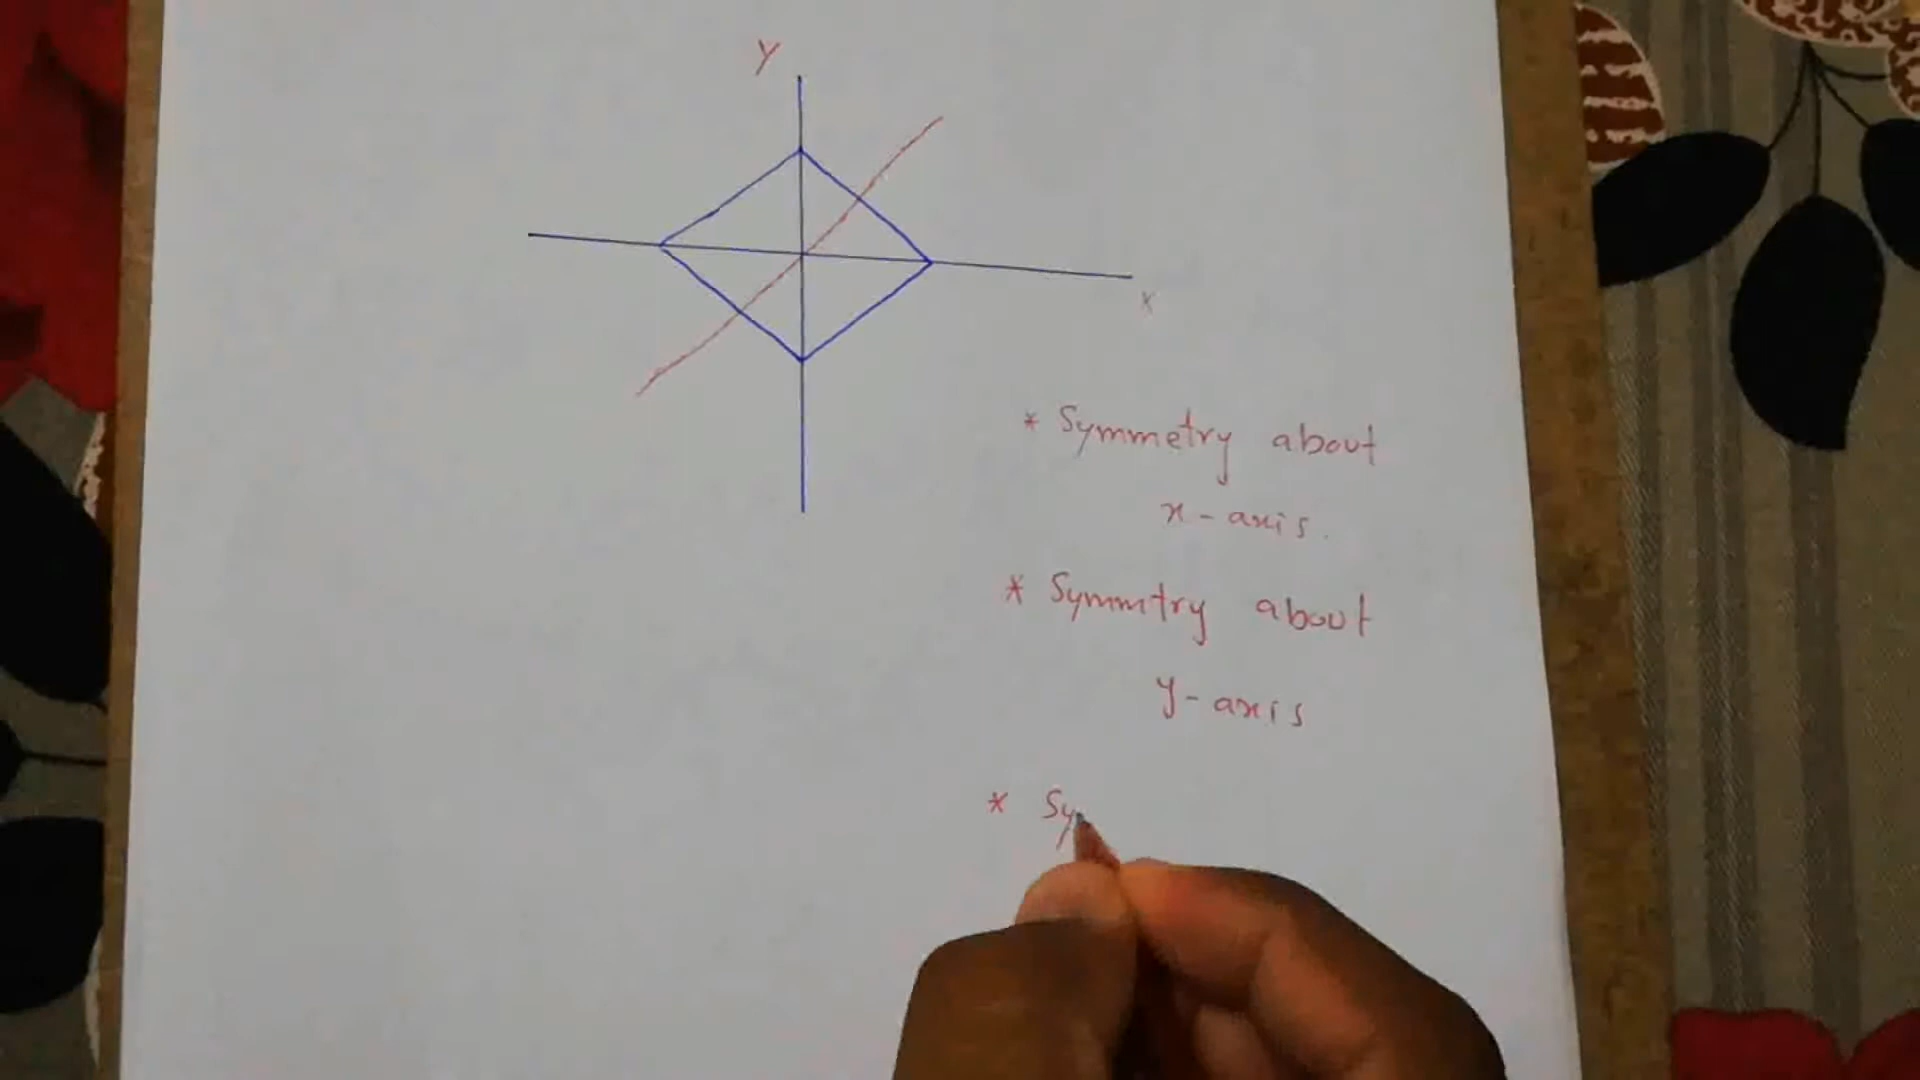 y
x
* Symmetry about
x-axis.
* Symmtry about
y-axis
* Sy